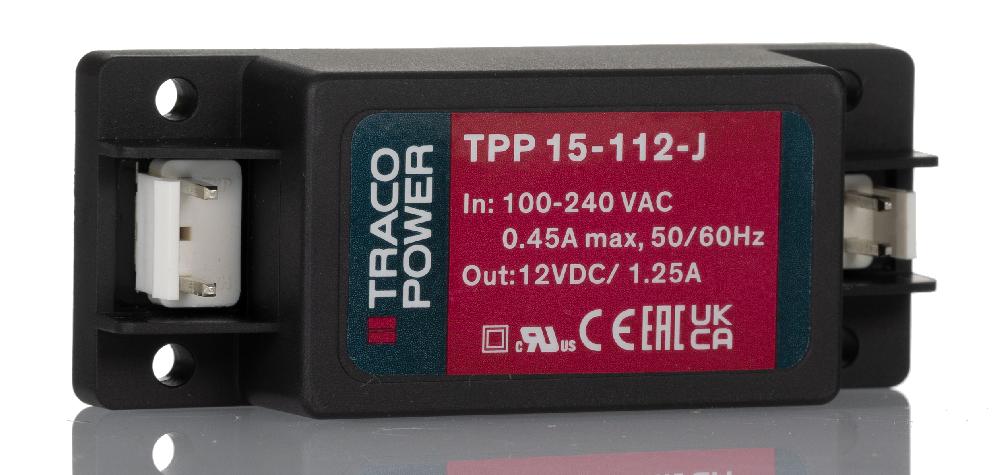 TRACO
POWER
TPP 15-112-J
In: 100-240 VAC
0.45A max, 50/60Hz
Out:12VDC/ 1.25A
c RU us CE EAC UK
CA